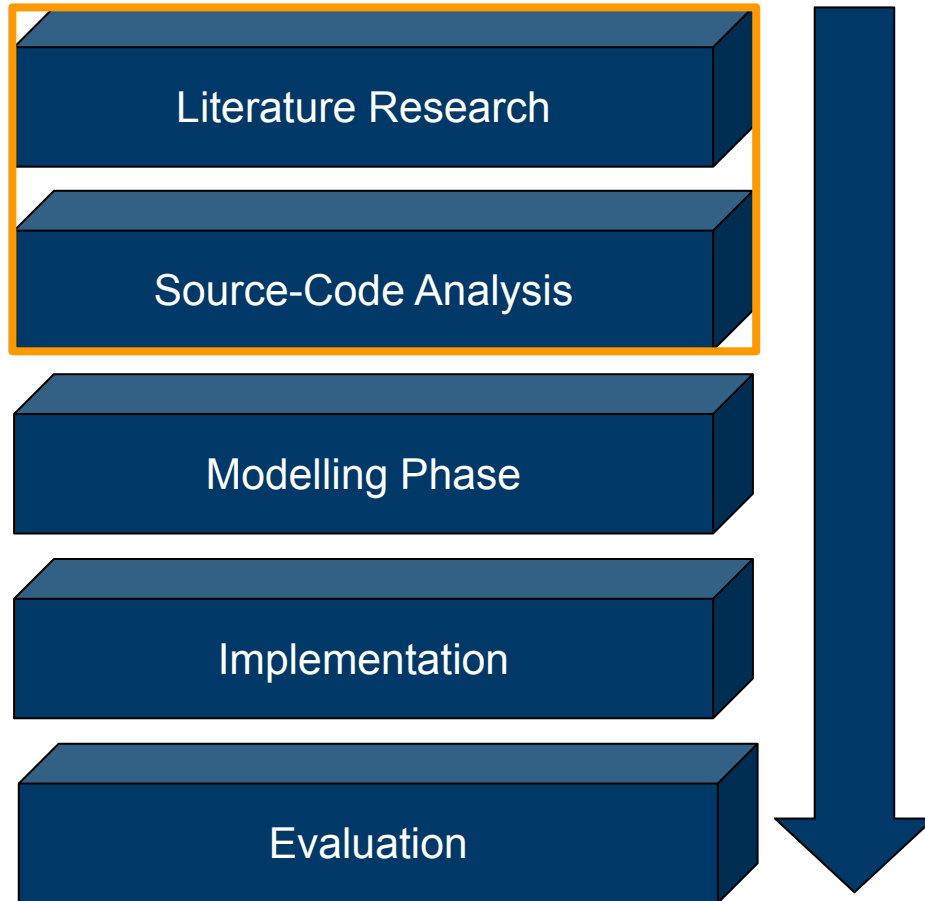 Literature Research
Source-Code Analysis
Modelling Phase
Implementation
Evaluation